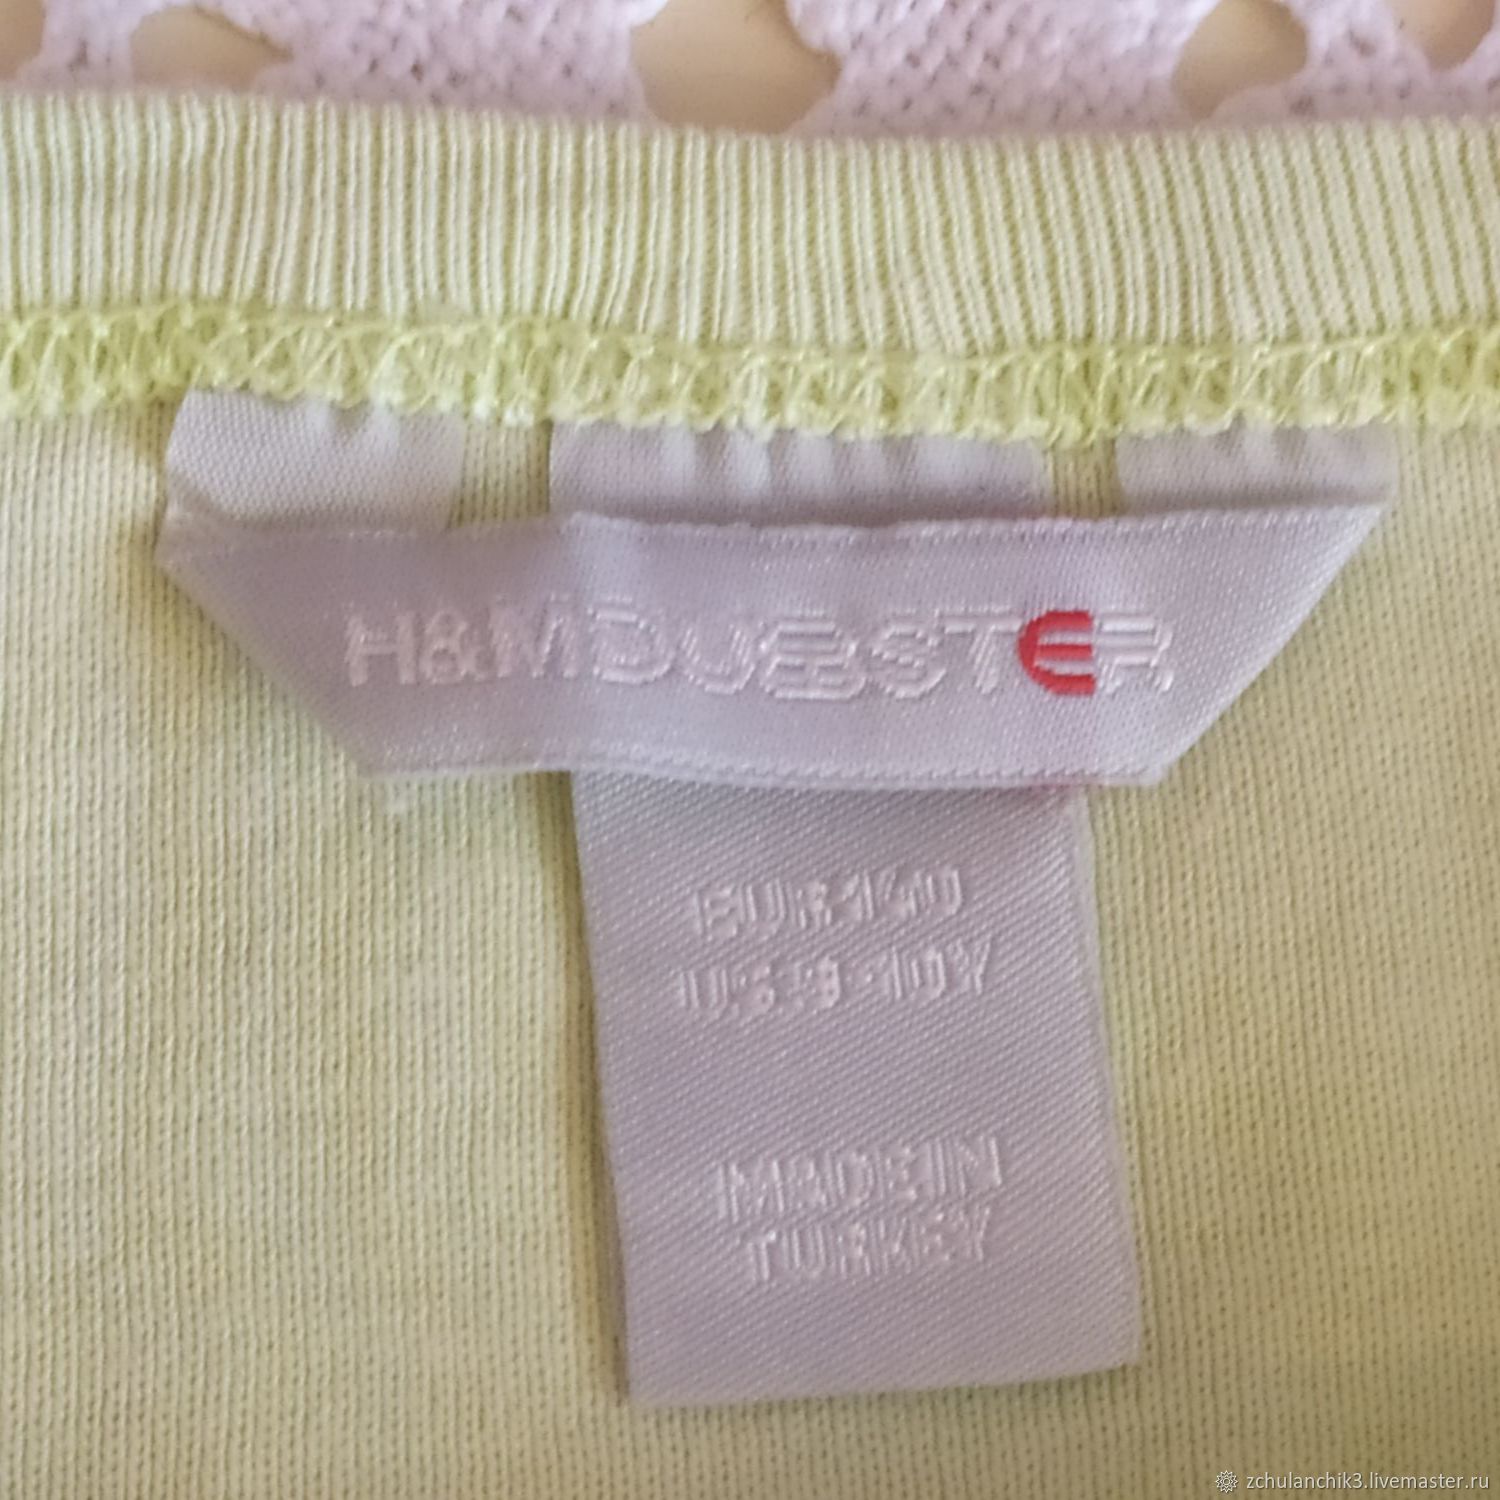 H&M DUBSTER
EUR 140
US 9-10Y
MADE IN
TURKEY
zchulanchik3.livemaster.ru